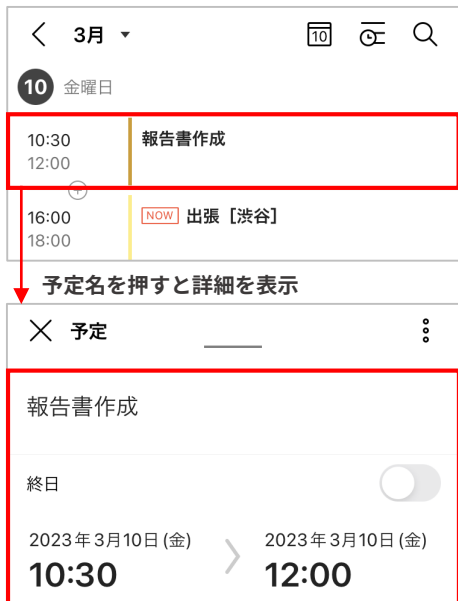 3月
10
10 金曜日
10:30 報告書作成
12:00
16:00 NOW 出張［渋谷］
18:00
予定名を押すと詳細を表示
予定
報告書作成
終日
2023年3月10日(金) 2023年3月10日(金)
10:30 12:00